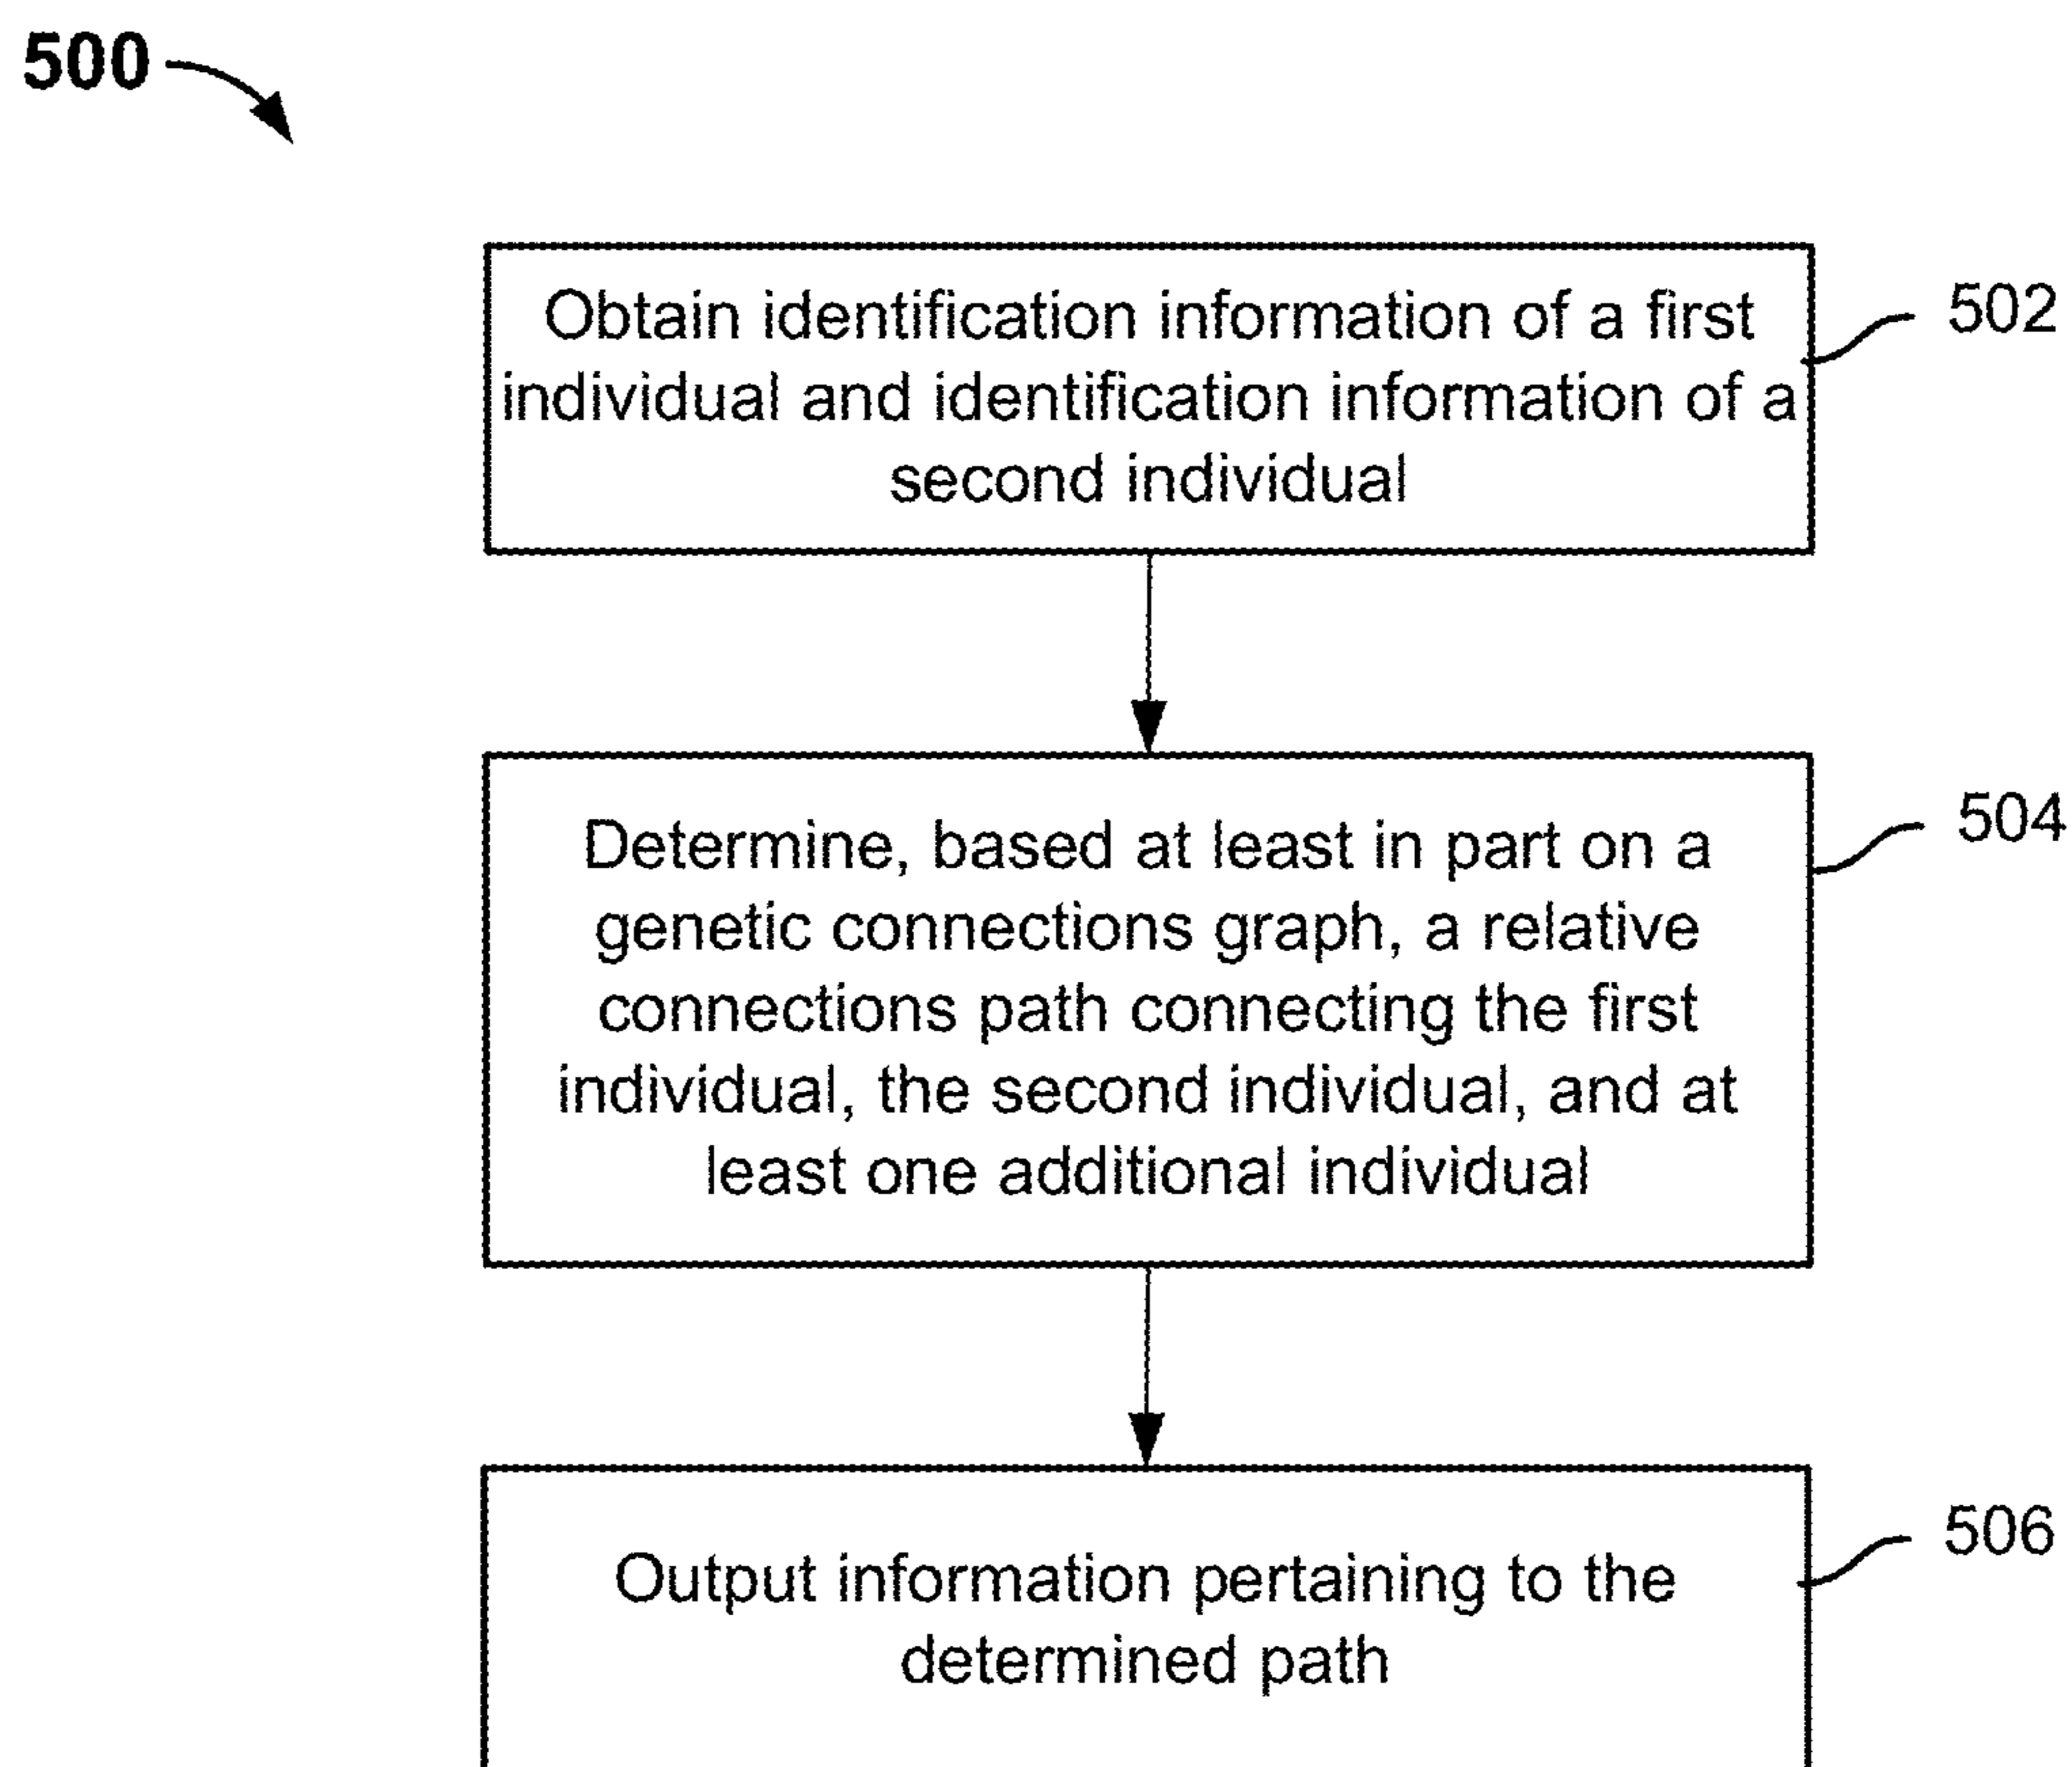 500
Obtain identification information of a first
individual and identification information of a
second individual
502
Determine, based at least in part on a
genetic connections graph, a relative
connections path connecting the first
individual, the second individual, and at
least one additional individual
504
Output information pertaining to the
determined path
506